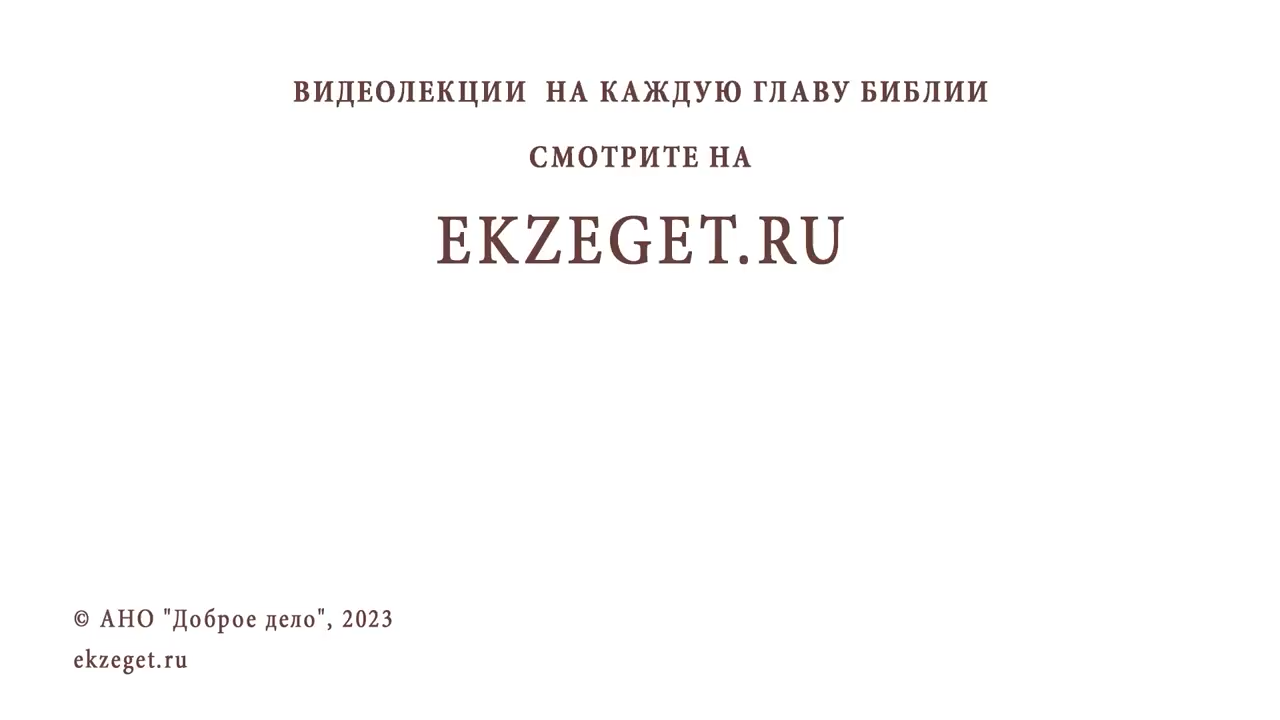 ВИДЕОЛЕКЦИИ НА КАЖДУЮ ГЛАВУ БИБЛИИ
СМОТРИТЕ НА
EKZEGET.RU
© АНО "Доброе дело", 2023
ekzeget.ru